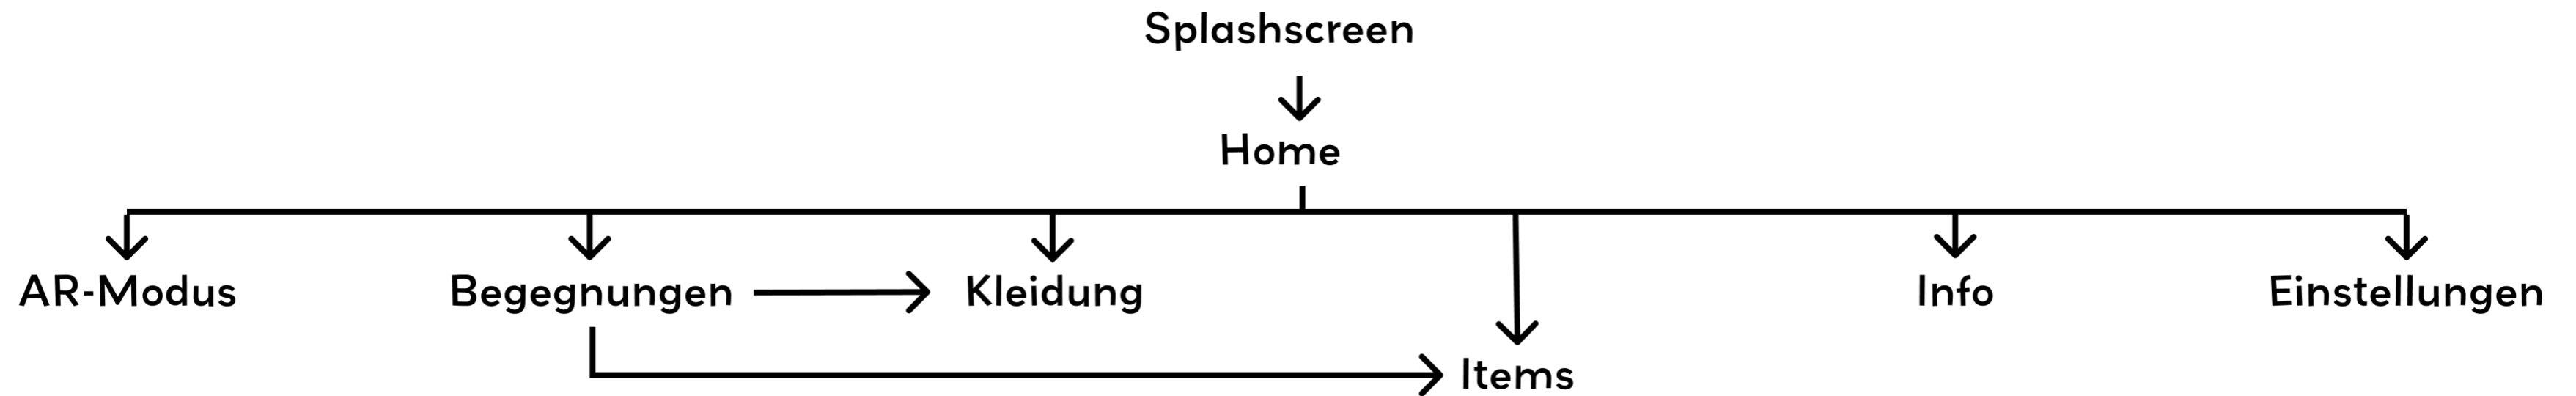 Splashscreen
Home
AR-Modus
Begegnungen
Kleidung
Info
Einstellungen
Items